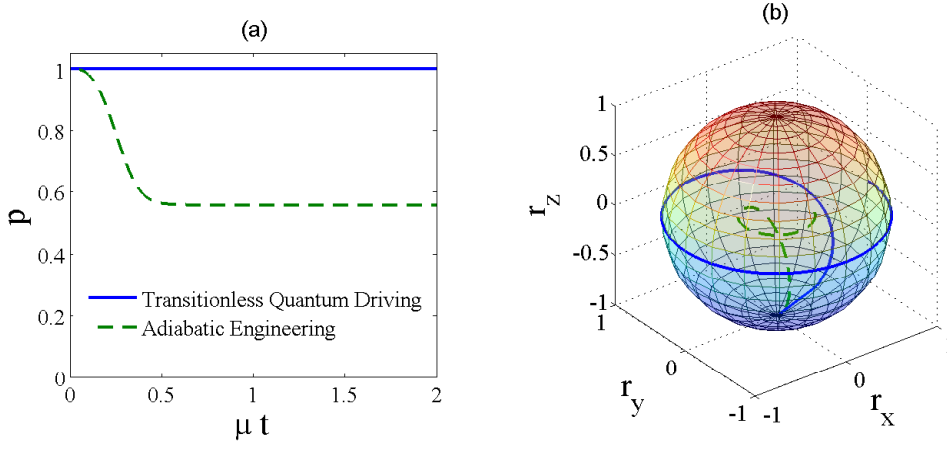 (a)
1
0.8
0.6
0.4
0.2
0
p
Transitionless Quantum Driving
Adiabatic Engineering
0
0.5
1
1.5
2
μ t
(b)
1
0.5
0
-0.5
-1
r_z
1
0
-1
r_y
-1
0
r_x